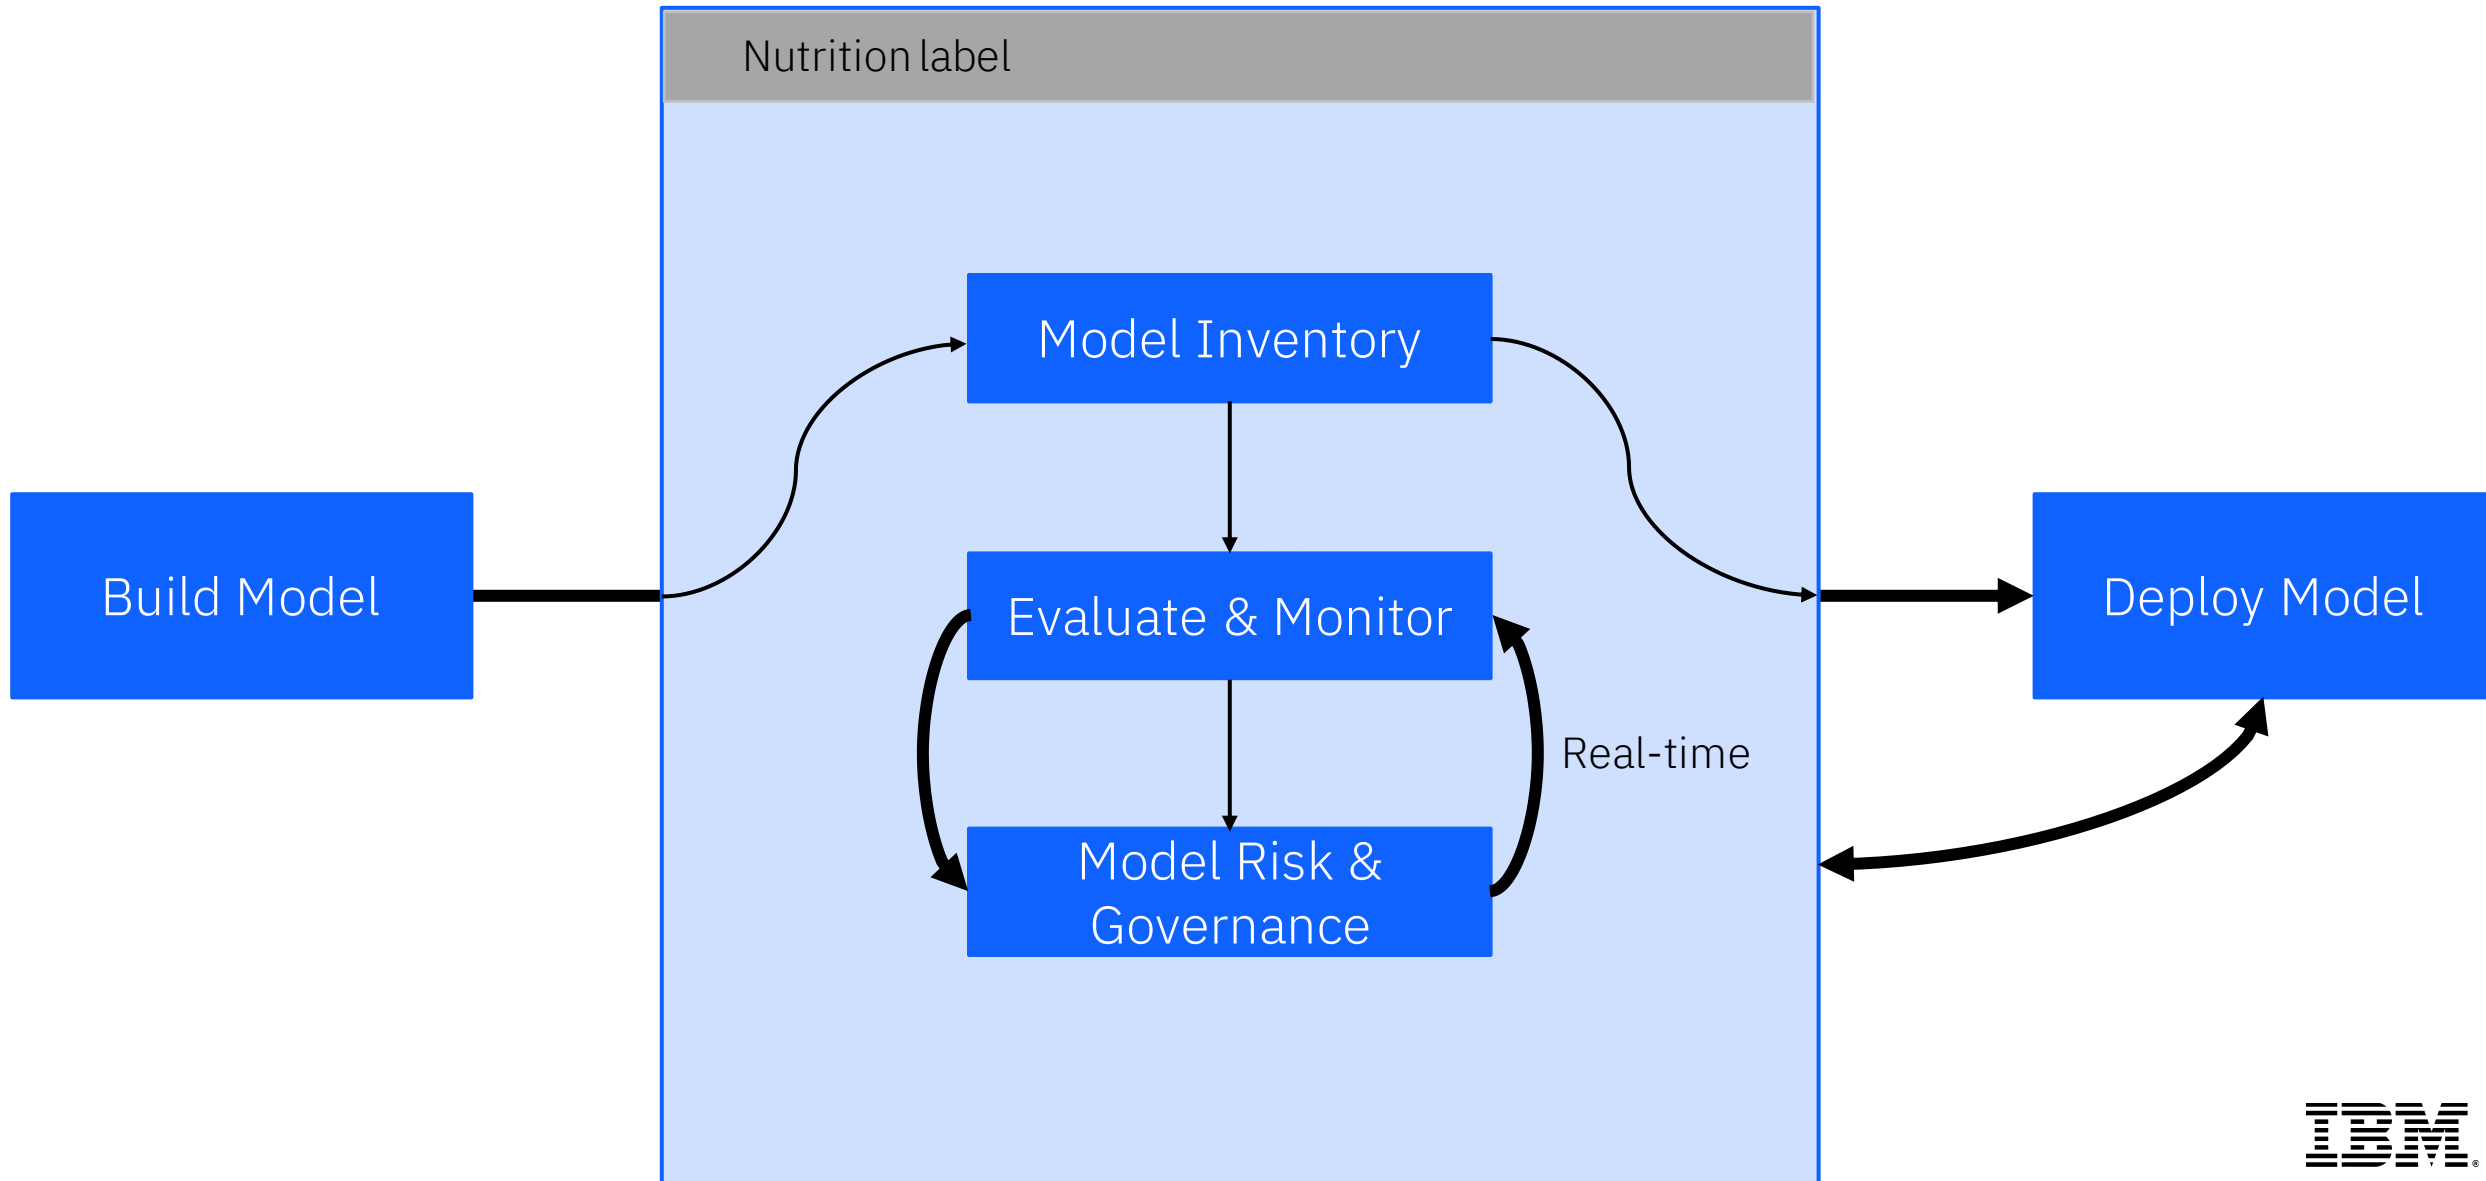 Nutrition label
Model Inventory
Build Model
Evaluate & Monitor
Deploy Model
Real-time
Model Risk &
Governance
IBM®